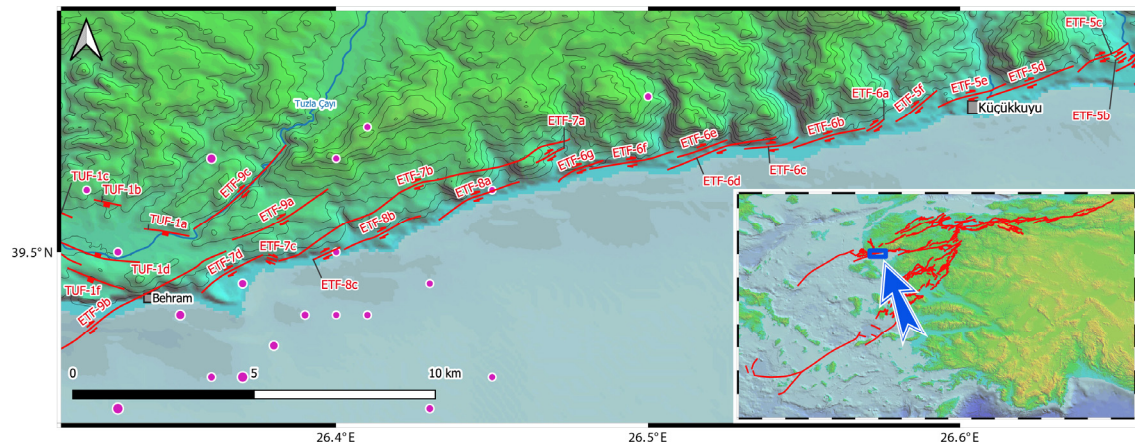 ETF-5c
ETF-6a
ETF-5f
ETF-5e
ETF-5d
Küçükkuyu
ETF-5b
Tuzla Çayı
ETF-7a
ETF-6e
ETF-6b
ETF-6g
ETF-6f
ETF-6c
ETF-6d
ETF-7b
ETF-8a
ETF-9c
TUF-1c
TUF-1b
ETF-9a
TUF-1a
ETF-8b
ETF-7c
39.5°N
TUF-1d
ETF-7d
ETF-8c
TUF-1f
Behram
ETF-9b
0
5
10 km
26.4°E
26.5°E
26.6°E